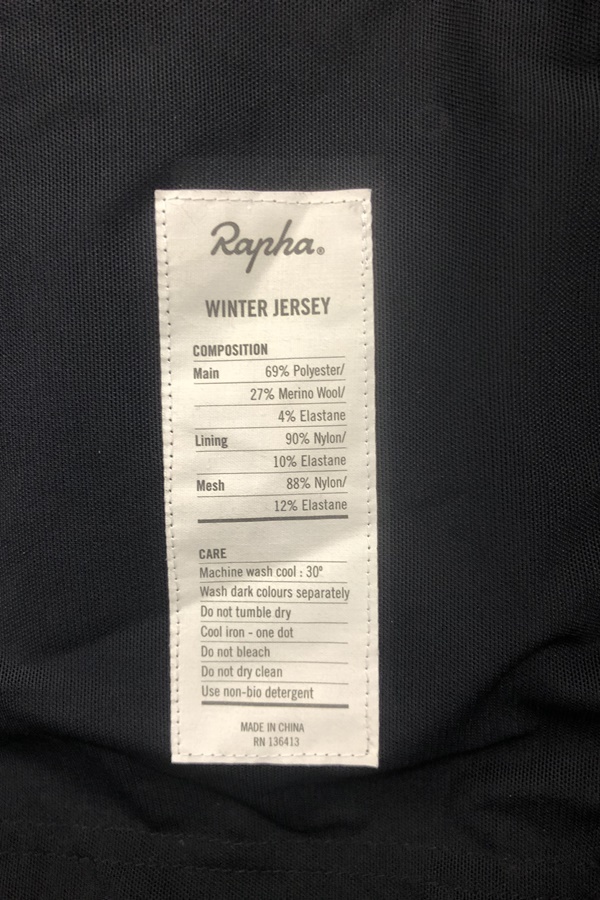 Rapha®
WINTER JERSEY
COMPOSITION
Main 69% Polyester/
27% Merino Wool/
4% Elastane
Lining 90% Nylon/
10% Elastane
Mesh 88% Nylon/
12% Elastane
CARE
Machine wash cool : 30º
Wash dark colours separately
Do not tumble dry
Cool iron - one dot
Do not bleach
Do not dry clean
Use non-bio detergent
MADE IN CHINA
RN 136413